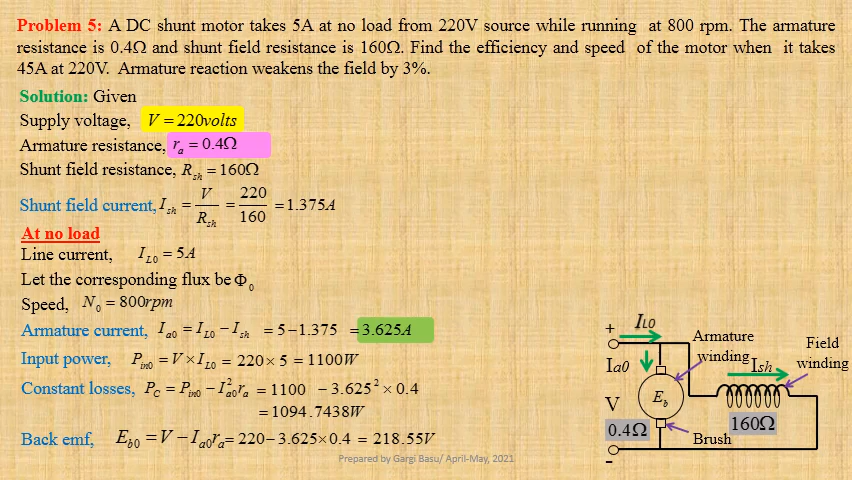 Problem 5: A DC shunt motor takes 5A at no load from 220V source while running at 800 rpm. The armature
resistance is 0.4Ω and shunt field resistance is 160Ω. Find the efficiency and speed of the motor when it takes
45A at 220V. Armature reaction weakens the field by 3%.
Solution: Given
Supply voltage, V = 220volts
Armature resistance, r_a = 0.4Ω
Shunt field resistance, R_sh = 160Ω
Shunt field current, I_sh = V/R_sh = 220/160 = 1.375A
At no load
Line current, I_L0 = 5A
Let the corresponding flux be Φ_0
Speed, N_0 = 800rpm
Armature current, I_a0 = I_L0 − I_sh = 5−1.375 = 3.625A
Input power, P_in0 = V × I_L0 = 220 × 5 = 1100W
Constant losses, P_C = P_in0 − I_a0² r_a = 1100 − 3.625² × 0.4
= 1094.7438W
Back emf, E_b0 = V − I_a0 r_a = 220 − 3.625×0.4 = 218.55V
+
I_L0
Armature
winding
Field
winding
Ia0
I_sh
V
E_b
0.4Ω
160Ω
Brush
-
Prepared by Gargi Basu/ April-May, 2021